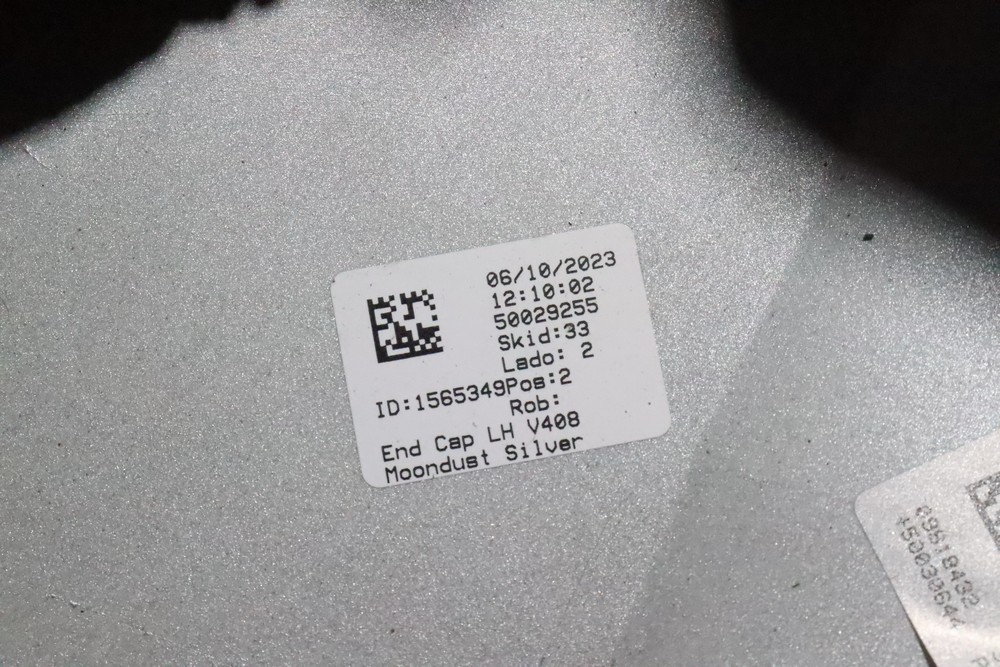 06/10/2023
12:10:02
50029255
Skid:33
Lado: 2
ID:1565349Pos:2
Rob:
End Cap LH V408
Moondust Silver